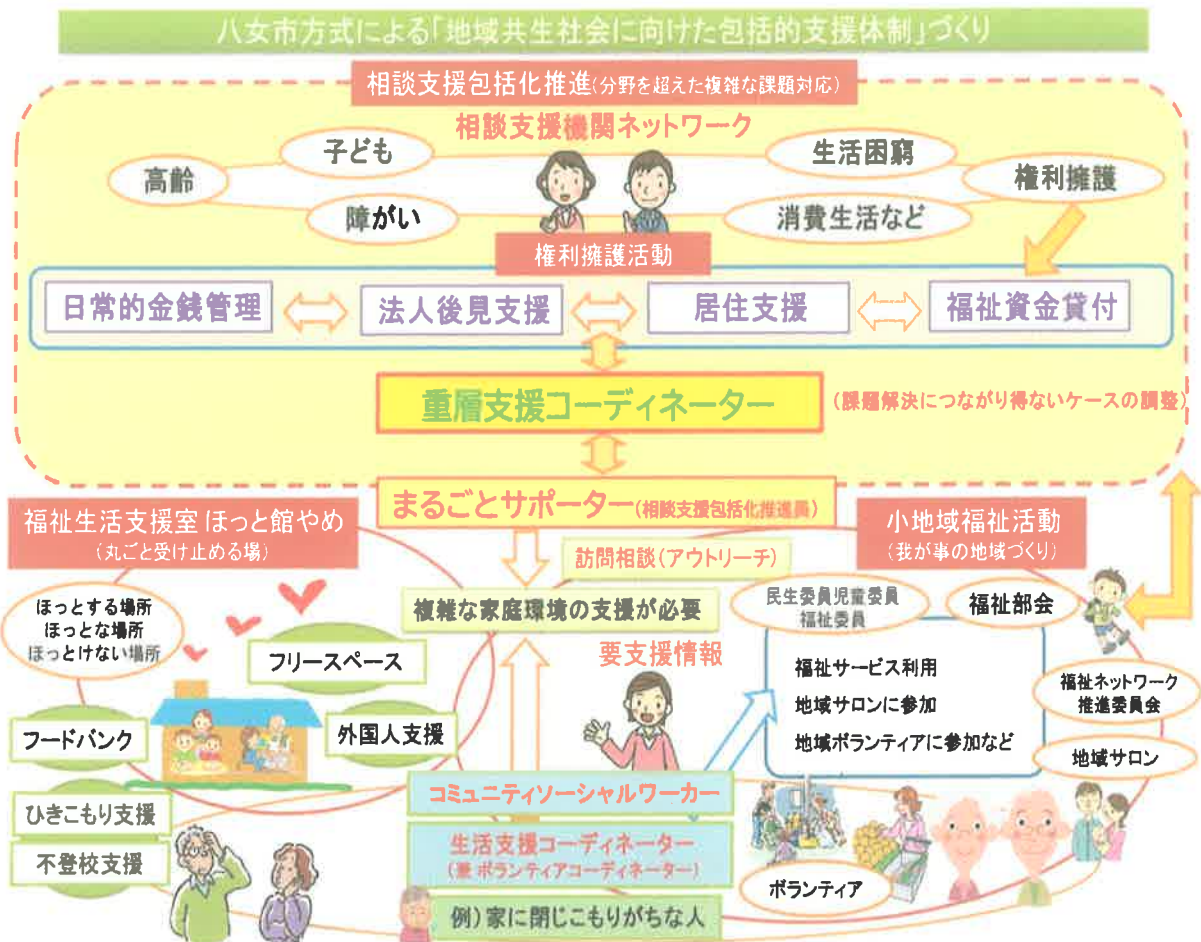 八女市方式による「地域共生社会に向けた包括的支援体制」づくり
相談支援包括化推進(分野を超えた複雑な課題対応)
相談支援機関ネットワーク
子ども
生活困窮
高齢
権利擁護
障がい
消費生活など
権利擁護活動
日常的金銭管理
法人後見支援
居住支援
福祉資金貸付
重層支援コーディネーター
(課題解決につながり得ないケースの調整)
まるごとサポーター(相談支援包括化推進員)
福祉生活支援室 ほっと館やめ
(丸ごと受け止める場)
小地域福祉活動
(我が事の地域づくり)
訪問相談(アウトリーチ)
ほっとする場所
ほっとな場所
ほっとけない場所
複雑な家庭環境の支援が必要
民生委員児童委員
福祉委員
福祉部会
フリースペース
要支援情報
福祉サービス利用
地域サロンに参加
地域ボランティアに参加など
福祉ネットワーク
推進委員会
フードバンク
外国人支援
地域サロン
コミュニティソーシャルワーカー
ひきこもり支援
生活支援コーディネーター
(兼 ボランティアコーディネーター)
不登校支援
ボランティア
例)家に閉じこもりがちな人